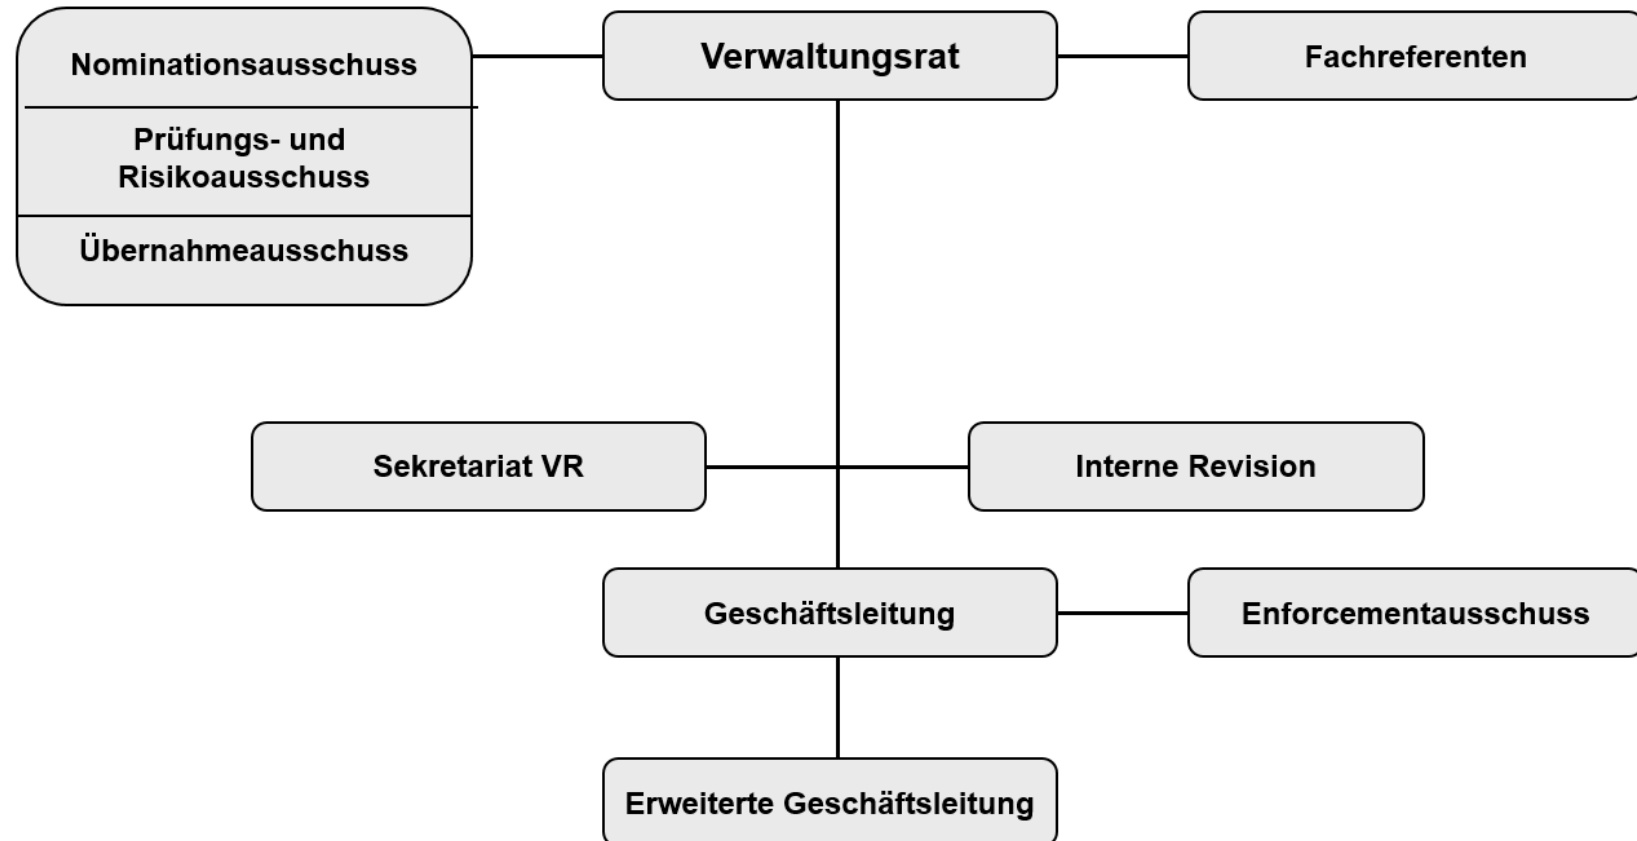 Nominationsausschuss
Prüfungs- und
Risikoausschuss
Übernahmeausschuss
Verwaltungsrat
Fachreferenten
Sekretariat VR
Interne Revision
Geschäftsleitung
Enforcementausschuss
Erweiterte Geschäftsleitung